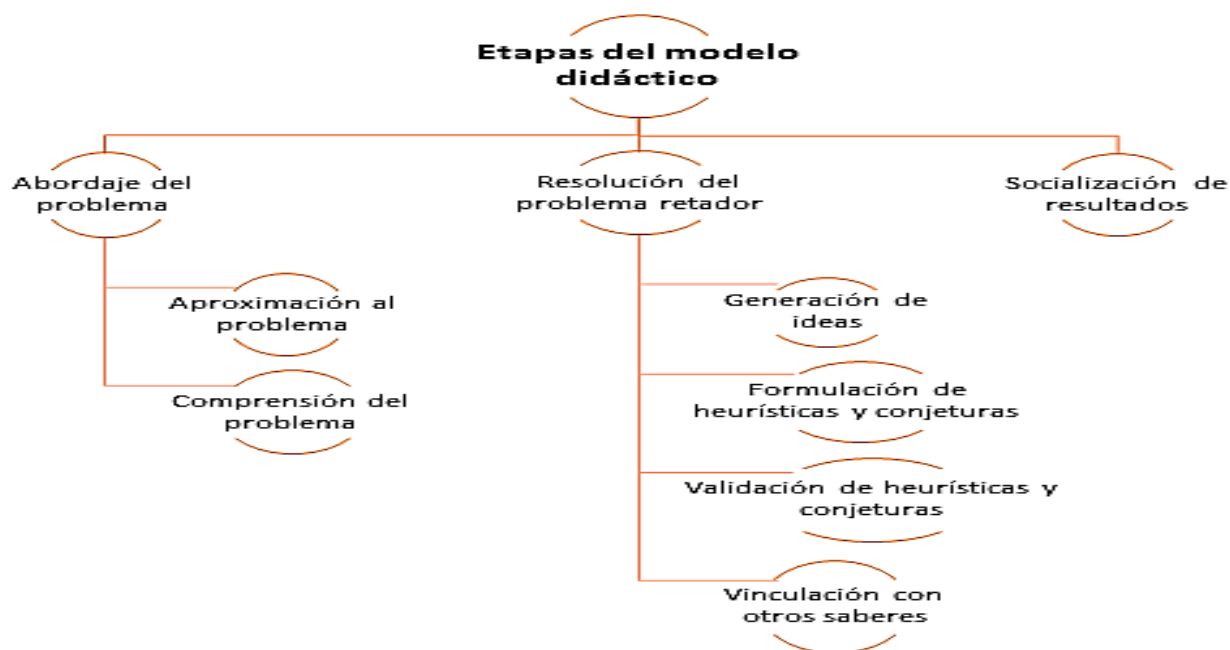 Etapas del modelo
didáctico
Abordaje del
problema
Aproximación al
problema
Comprensión del
problema
Resolución del
problema retador
Generación de
ideas
Formulación de
heurísticas y conjeturas
Validación de heurísticas y
conjeturas
Vinculación con
otros saberes
Socialización de
resultados